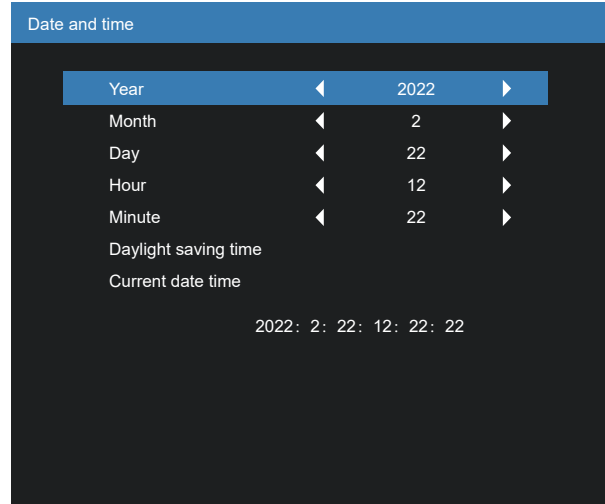 Date and time
Year 2022
Month 2
Day 22
Hour 12
Minute 22
Daylight saving time
Current date time
2022: 2: 22: 12: 22: 22